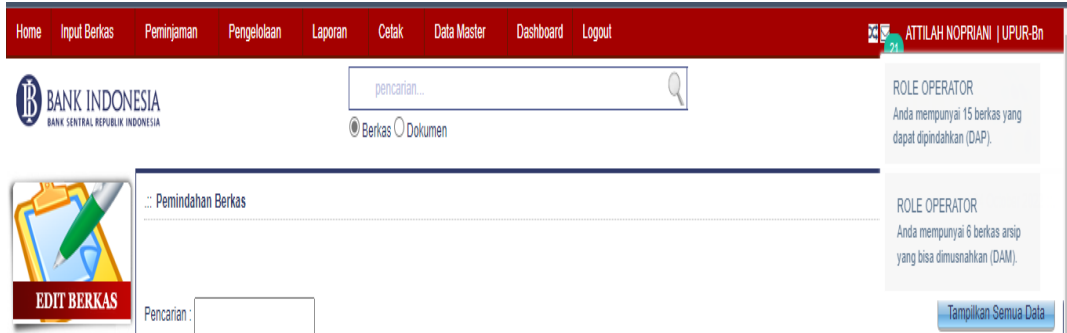 Home Input Berkas Peminjaman Pengelolaan Laporan Cetak Data Master Dashboard Logout
21
ATTILAH NOPRIANI | UPUR-Bn
BANK INDONESIA
BANK SENTRAL REPUBLIK INDONESIA
pencarian...
Berkas Dokumen
ROLE OPERATOR
Anda mempunyai 15 berkas yang
dapat dipindahkan (DAP).
ROLE OPERATOR
Anda mempunyai 6 berkas arsip
yang bisa dimusnahkan (DAM).
EDIT BERKAS
.:: Pemindahan Berkas
Pencarian :
Tampilkan Semua Data